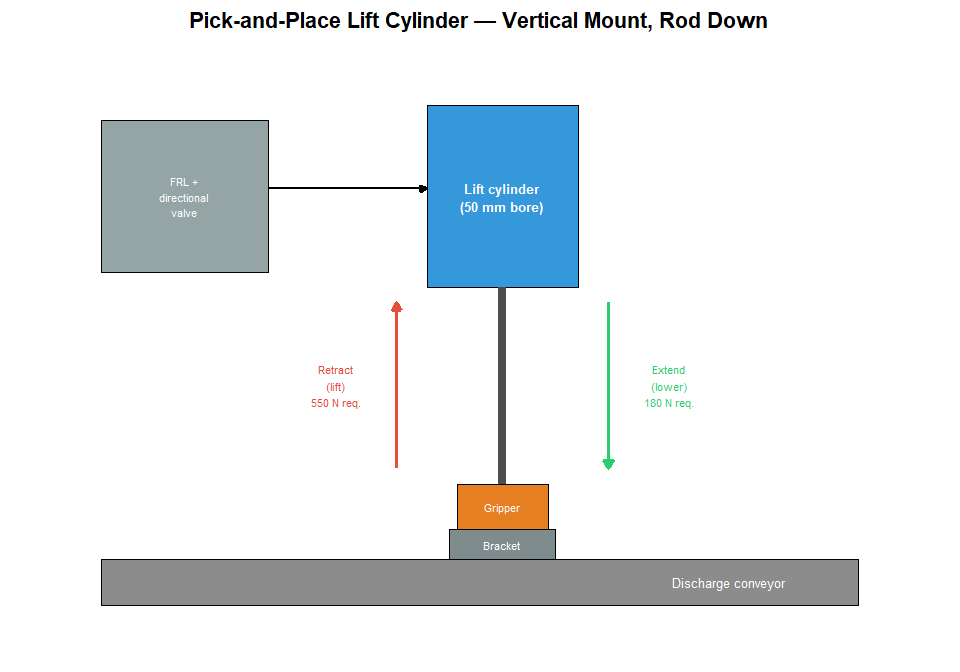 Pick-and-Place Lift Cylinder — Vertical Mount, Rod Down
FRL +
directional
valve
Lift cylinder
(50 mm bore)
Retract
(lift)
550 N req.
Extend
(lower)
180 N req.
Gripper
Bracket
Discharge conveyor